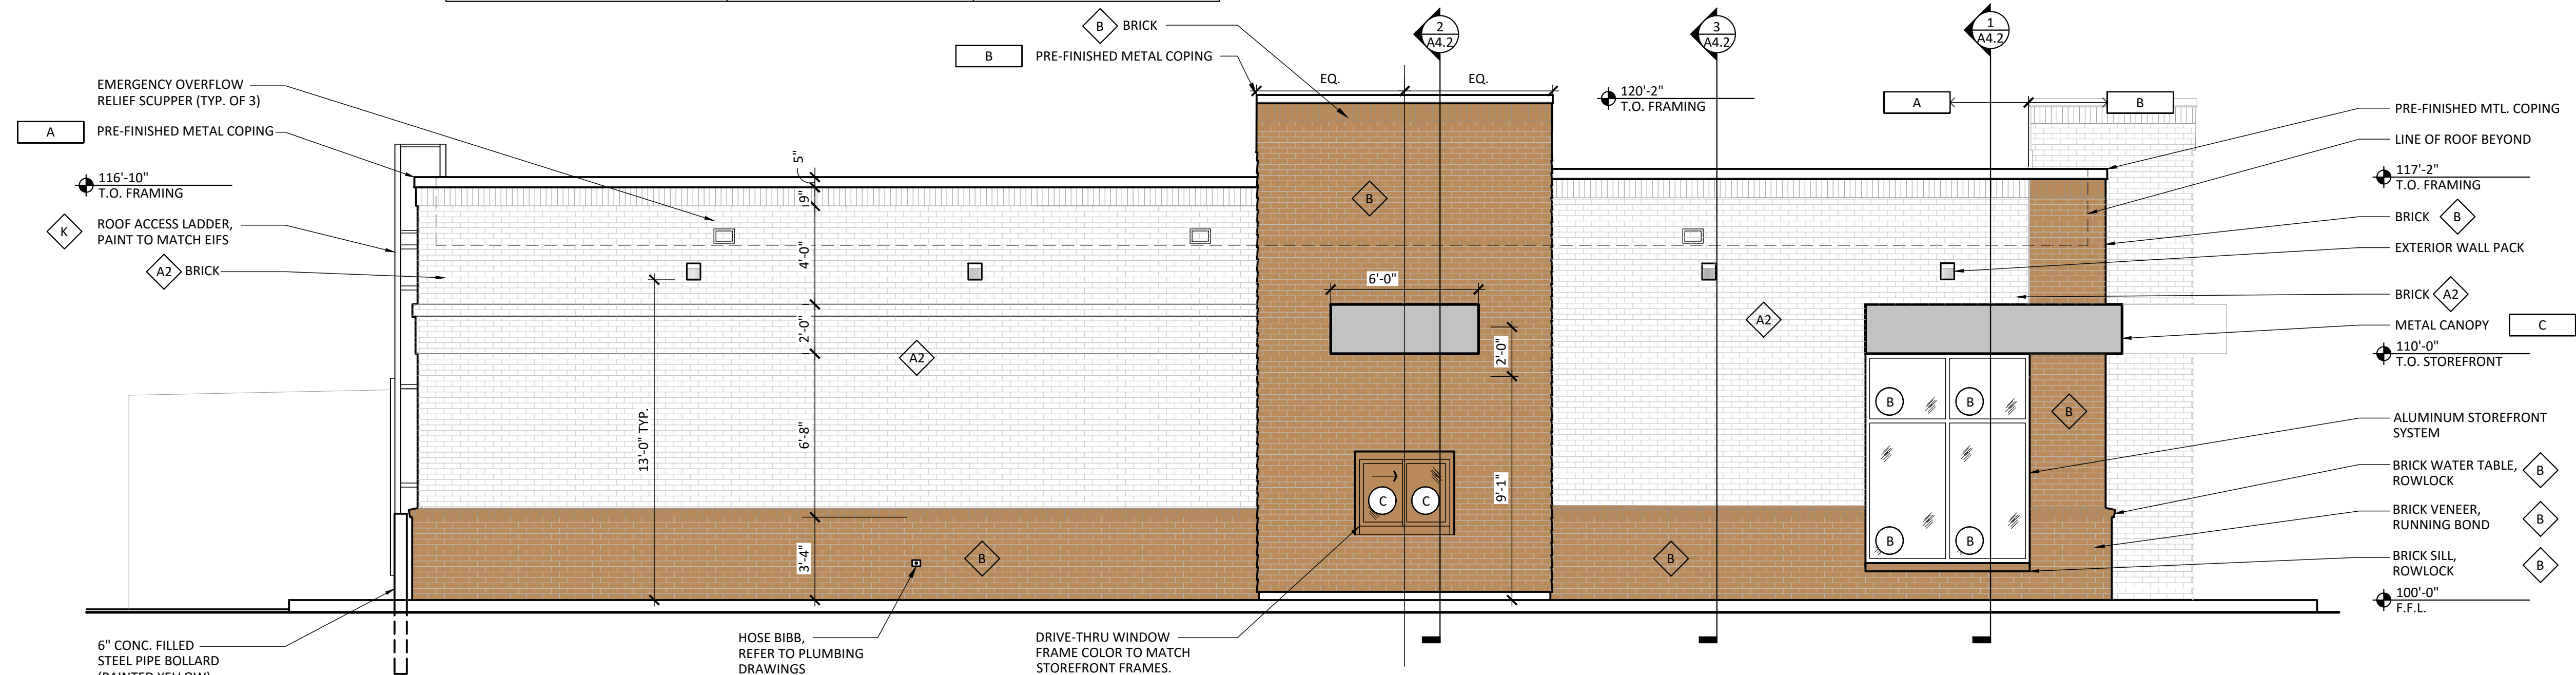 B BRICK
B PRE-FINISHED METAL COPING
2
A4.2
3
A4.2
1
A4.2
EQ.
EQ.
120'-2"
T.O. FRAMING
A
B
EMERGENCY OVERFLOW
RELIEF SCUPPER (TYP. OF 3)
A PRE-FINISHED METAL COPING
116'-10"
T.O. FRAMING
K ROOF ACCESS LADDER,
PAINT TO MATCH EIFS
A2 BRICK
5"
9"
4'-0"
2'-0"
6'-8"
3'-4"
13'-0" TYP.
A2
B
B
6'-0"
2'-0"
9'-1"
C
C
A2
B
B
B
B
B
B
PRE-FINISHED MTL. COPING
LINE OF ROOF BEYOND
117'-2"
T.O. FRAMING
BRICK B
EXTERIOR WALL PACK
BRICK A2
METAL CANOPY C
110'-0"
T.O. STOREFRONT
ALUMINUM STOREFRONT
SYSTEM
BRICK WATER TABLE,
ROWLOCK B
BRICK VENEER,
RUNNING BOND B
BRICK SILL,
ROWLOCK B
100'-0"
F.F.L.
6" CONC. FILLED
STEEL PIPE BOLLARD
(PAINTED YELLOW)
HOSE BIBB,
REFER TO PLUMBING
DRAWINGS
DRIVE-THRU WINDOW
FRAME COLOR TO MATCH
STOREFRONT FRAMES.